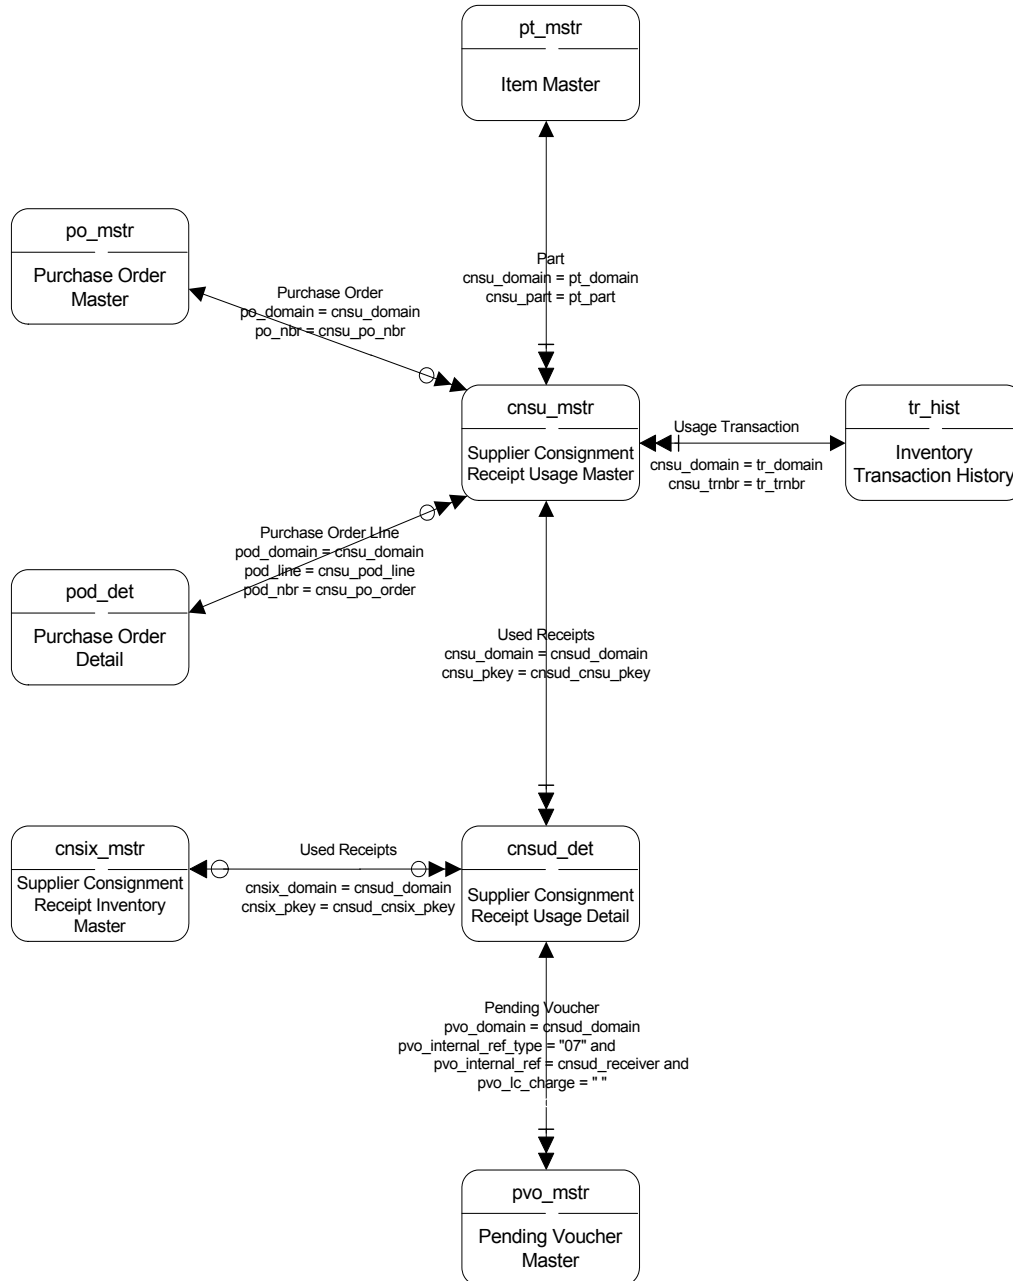 pt_mstr
Item Master
po_mstr
Purchase Order
Master
Part
cnsu_domain = pt_domain
cnsu_part = pt_part
Purchase Order
po_domain = cnsu_domain
po_nbr = cnsu_po_nbr
cnsu_mstr
Supplier Consignment
Receipt Usage Master
Usage Transaction
cnsu_domain = tr_domain
cnsu_trnbr = tr_trnbr
tr_hist
Inventory
Transaction History
Purchase Order LIne
pod_domain = cnsu_domain
pod_line = cnsu_pod_line
pod_nbr = cnsu_po_order
pod_det
Purchase Order
Detail
Used Receipts
cnsu_domain = cnsud_domain
cnsu_pkey = cnsud_cnsu_pkey
cnsix_mstr
Supplier Consignment
Receipt Inventory
Master
Used Receipts
cnsix_domain = cnsud_domain
cnsix_pkey = cnsud_cnsix_pkey
cnsud_det
Supplier Consignment
Receipt Usage Detail
Pending Voucher
pvo_domain = cnsud_domain
pvo_internal_ref_type = "07" and
pvo_internal_ref = cnsud_receiver and
pvo_lc_charge = " "
pvo_mstr
Pending Voucher
Master